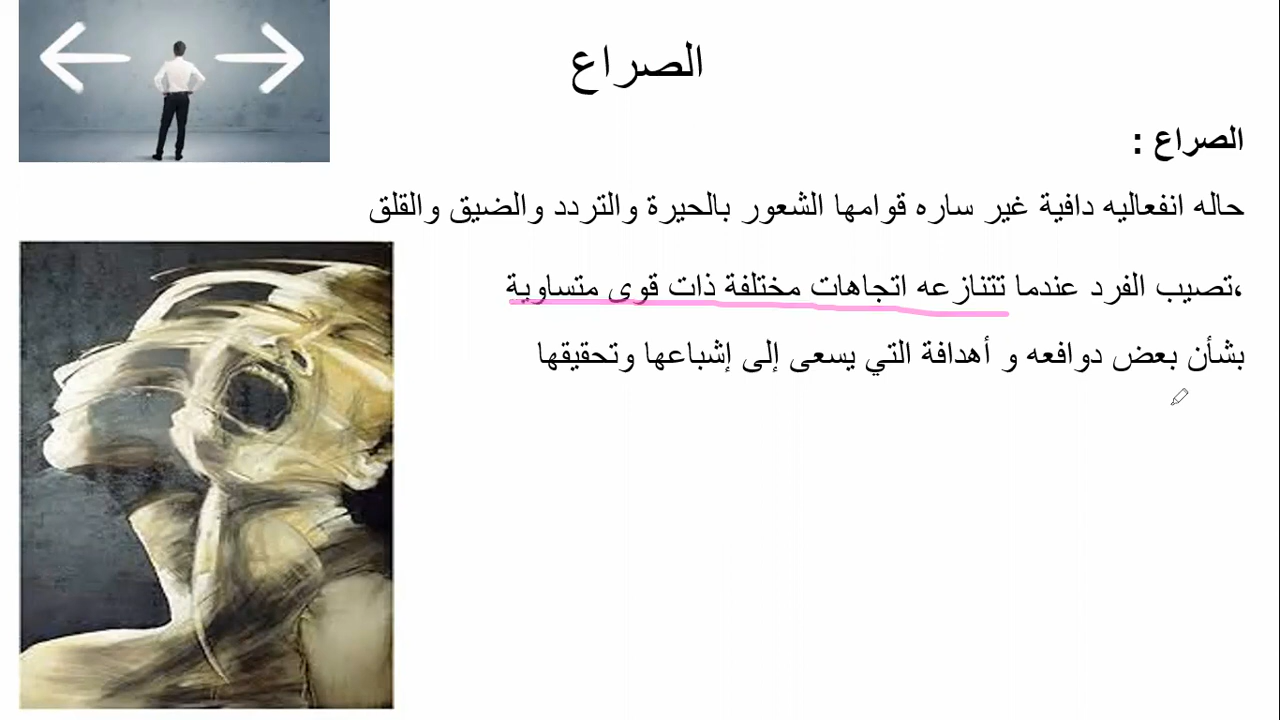 الصراع
الصراع :
حاله انفعاليه دافية غير ساره قوامها الشعور بالحيرة والتردد والضيق والقلق
،تصيب الفرد عندما تتنازعه اتجاهات مختلفة ذات قوى متساوية
بشأن بعض دوافعه و أهدافة التي يسعى إلى إشباعها وتحقيقها